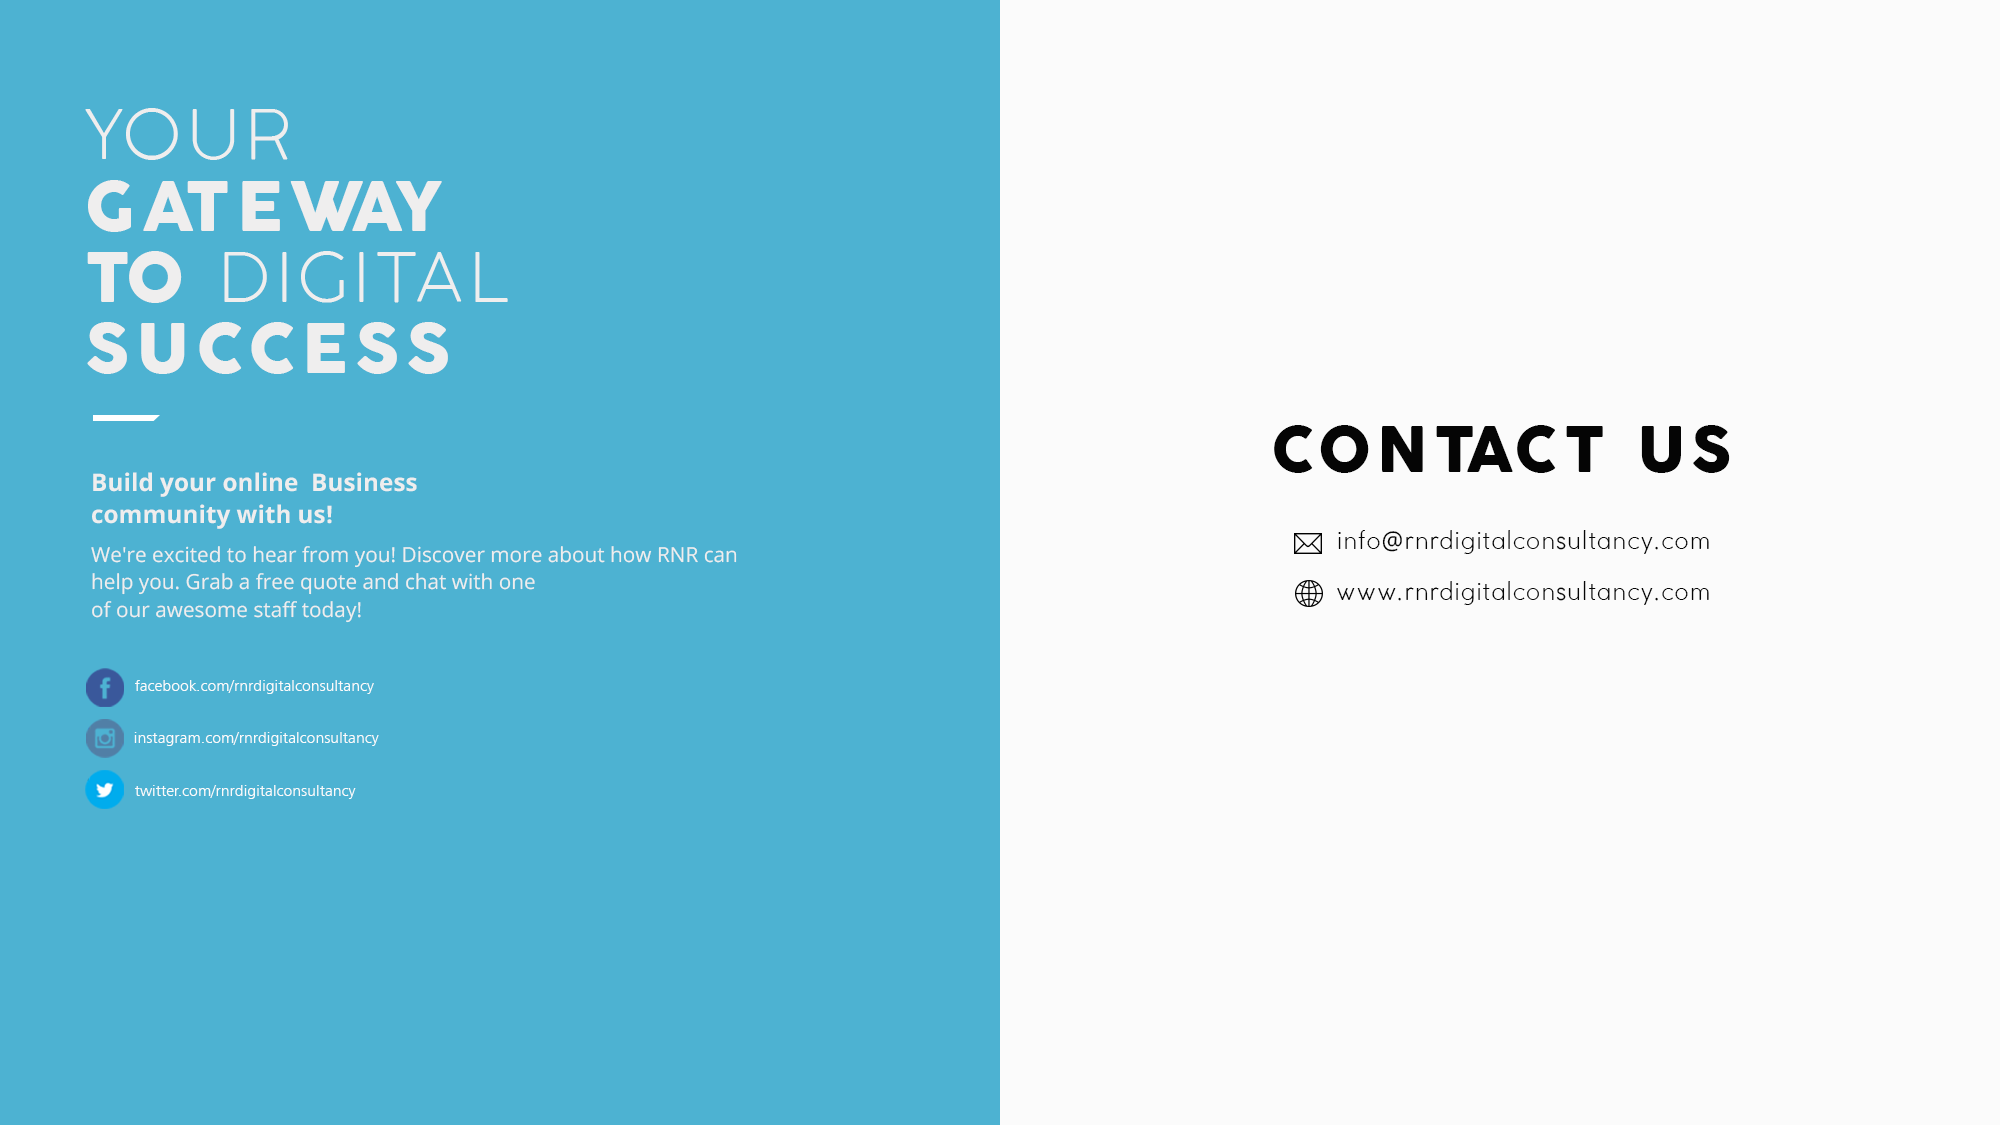 YOUR
GATEWAY
TO DIGITAL
SUCCESS
Build your online  Business
community with us!
We're excited to hear from you! Discover more about how RNR can
help you. Grab a free quote and chat with one
of our awesome staff today!
facebook.com/rnrdigitalconsultancy
instagram.com/rnrdigitalconsultancy
twitter.com/rnrdigitalconsultancy
CONTACT US
info@rnrdigitalconsultancy.com
www.rnrdigitalconsultancy.com